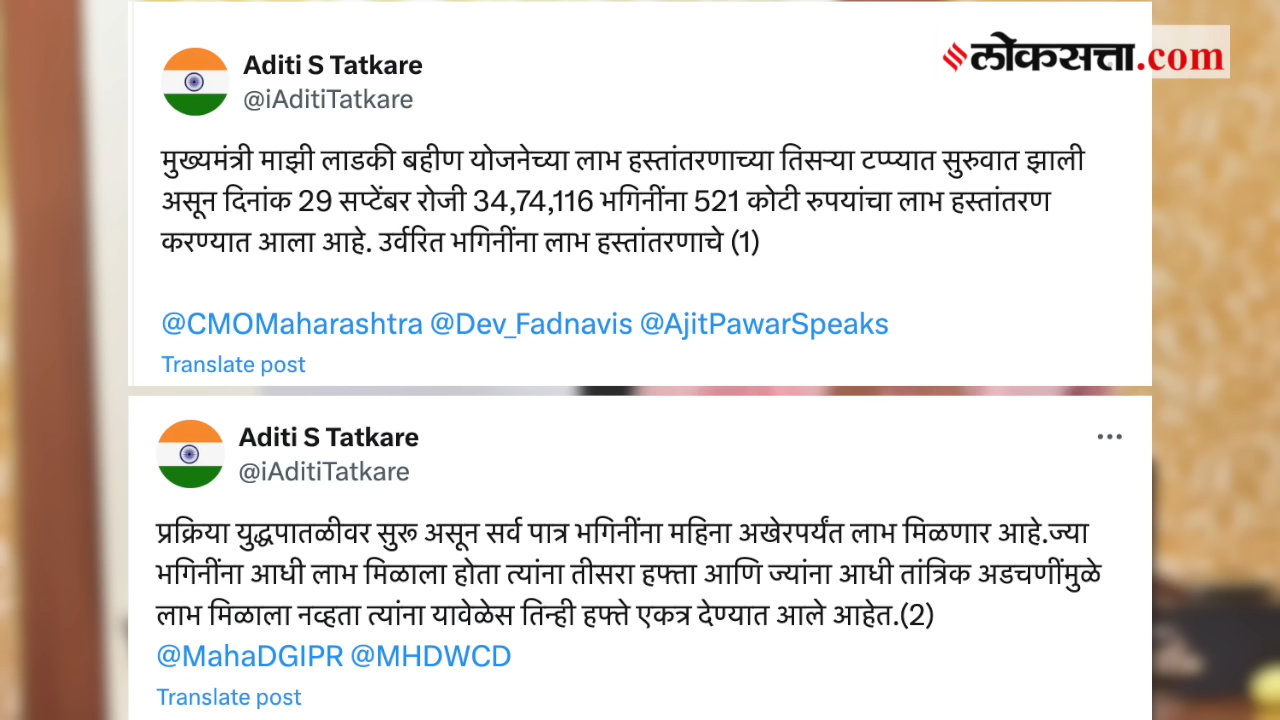 लोकसत्ता.com
Aditi S Tatkare
@iAditiTatkare
मुख्यमंत्री माझी लाडकी बहीण योजनेच्या लाभ हस्तांतरणाच्या तिसऱ्या टप्प्यात सुरुवात झाली
असून दिनांक 29 सप्टेंबर रोजी 34,74,116 भगिनींना 521 कोटी रुपयांचा लाभ हस्तांतरण
करण्यात आला आहे. उर्वरित भगिनींना लाभ हस्तांतरणाचे (1)
@CMOMaharashtra @Dev_Fadnavis @AjitPawarSpeaks
Translate post
Aditi S Tatkare
@iAditiTatkare
प्रक्रिया युद्धपातळीवर सुरू असून सर्व पात्र भगिनींना महिना अखेरपर्यंत लाभ मिळणार आहे.ज्या
भगिनींना आधी लाभ मिळाला होता त्यांना तीसरा हफ्ता आणि ज्यांना आधी तांत्रिक अडचणींमुळे
लाभ मिळाला नव्हता त्यांना यावेळेस तिन्ही हफ्ते एकत्र देण्यात आले आहेत.(2)
@MahaDGIPR @MHDWCD
Translate post